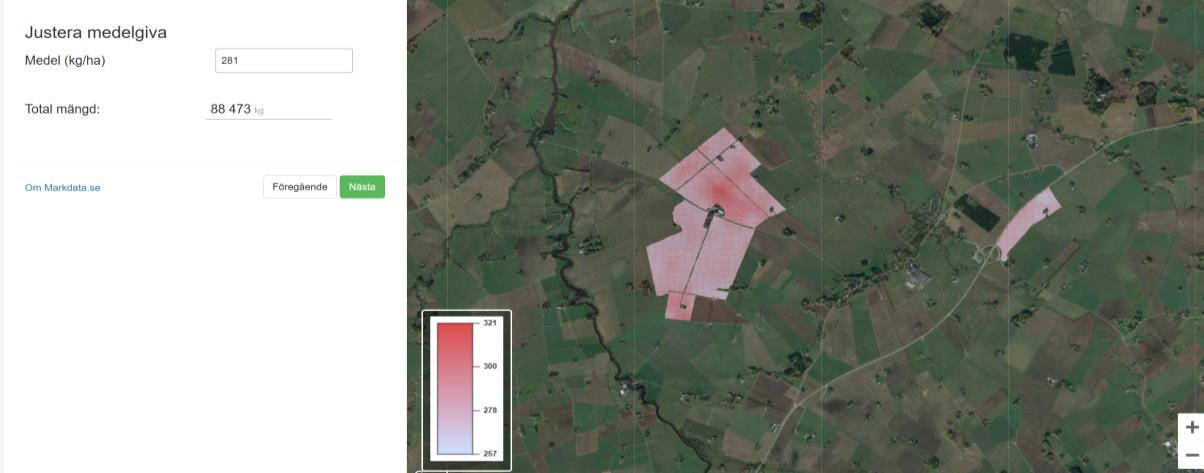 Justera medelgiva
Medel (kg/ha)
281
Total mängd:
88 473 kg
Om Markdata.se
Föregående
Nästa
321
300
278
257
+
−